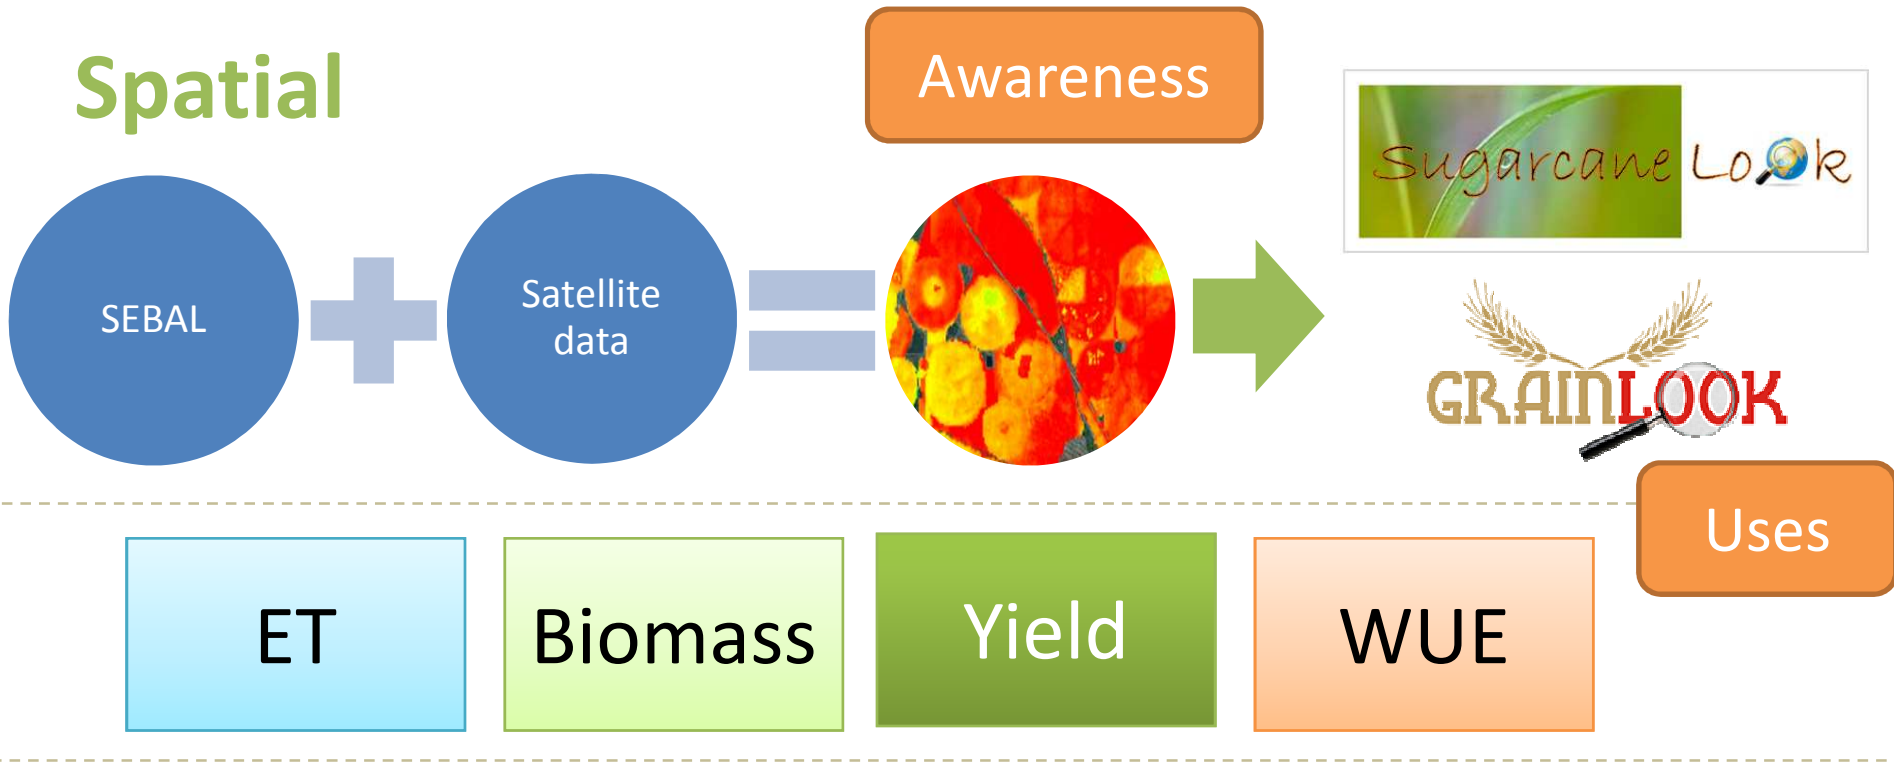 Spatial
Awareness
SEBAL
Satellite
data
Sugarcane Look
GRAINLOOK
Uses
ET
Biomass
Yield
WUE